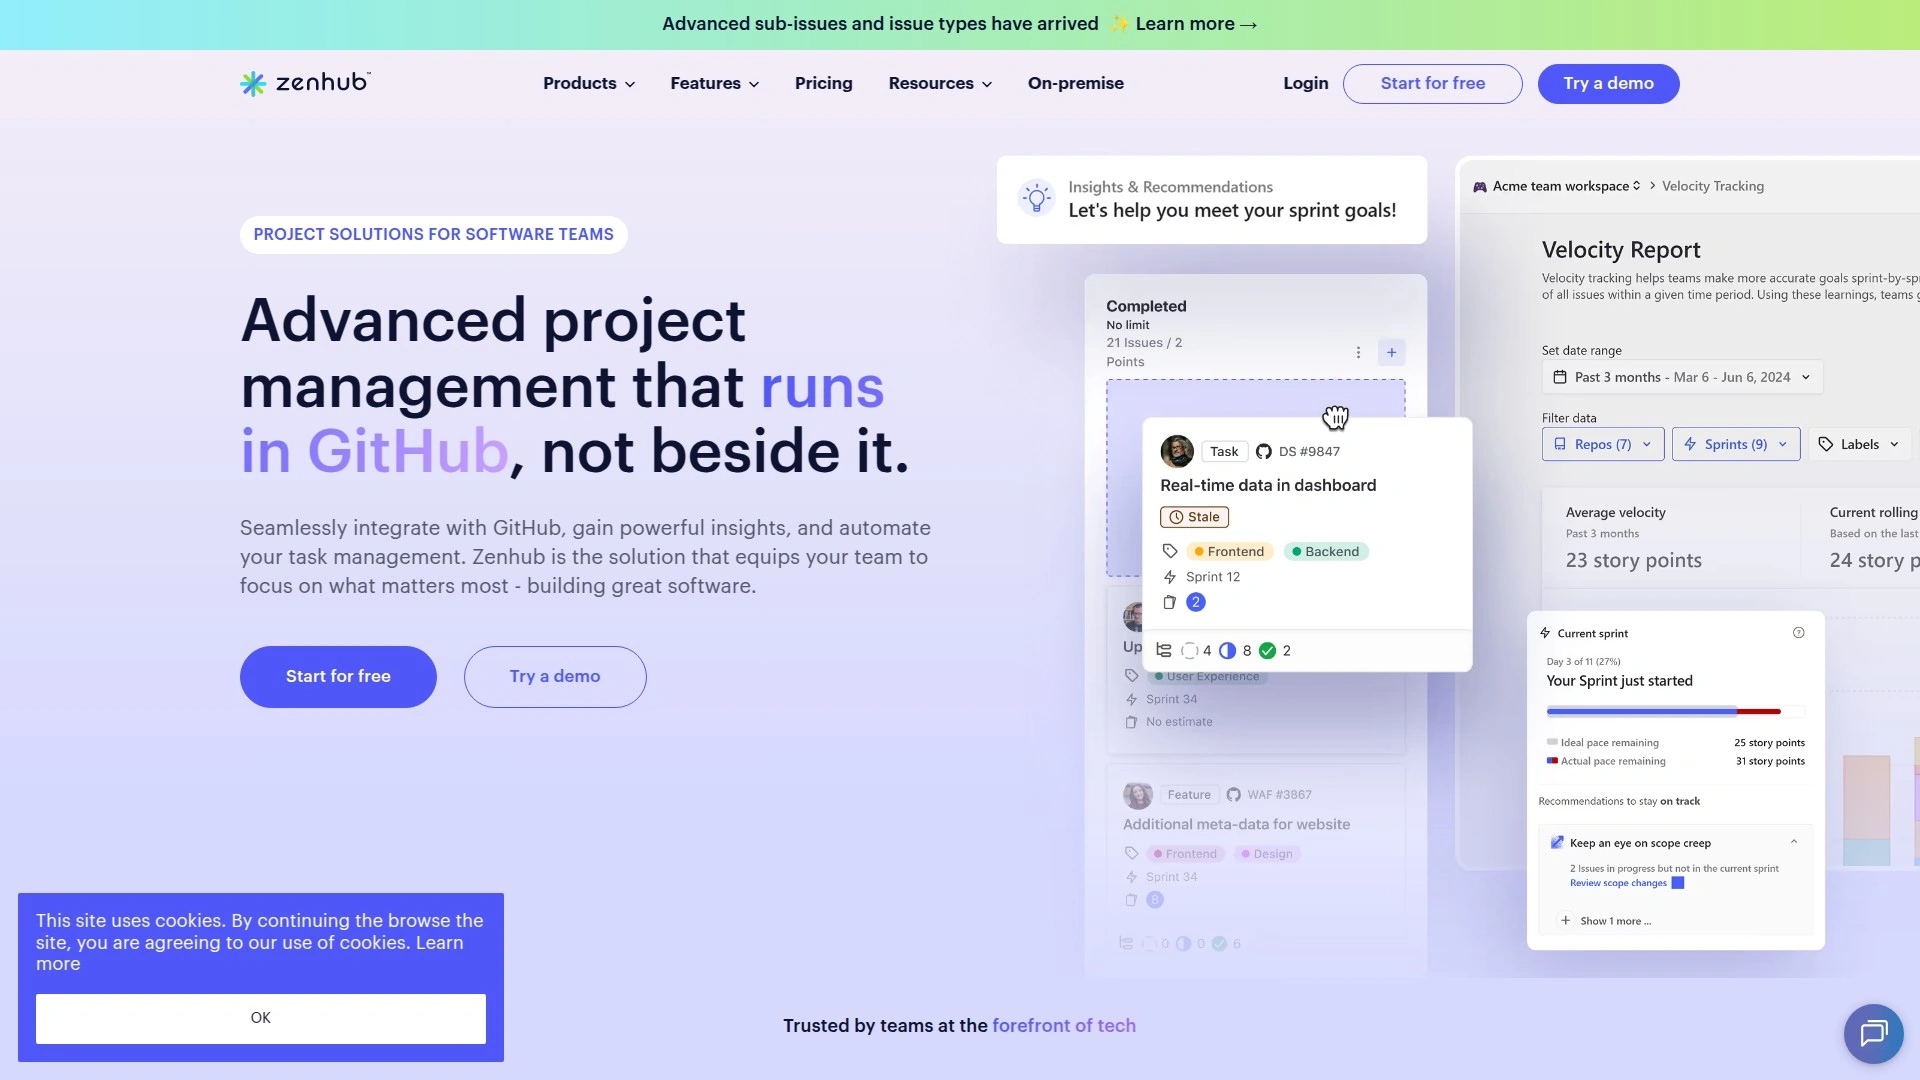 Advanced sub-issues and issue types have arrived ✨ Learn more →
zenhub™
Products
Features
Pricing
Resources
On-premise
Login
Start for free
Try a demo
PROJECT SOLUTIONS FOR SOFTWARE TEAMS
Advanced project
management that runs
in GitHub, not beside it.
Seamlessly integrate with GitHub, gain powerful insights, and automate
your task management. Zenhub is the solution that equips your team to
focus on what matters most - building great software.
Start for free
Try a demo
Insights & Recommendations
Let's help you meet your sprint goals!
Completed
No limit
21 Issues / 2
Points
Task
DS #9847
Real-time data in dashboard
Stale
Frontend
Backend
Sprint 12
2
4 8 2
Up
User Experience
Sprint 34
No estimate
Feature
WAF #3867
Additional meta-data for website
Frontend
Design
Sprint 34
8
0 0 6
Acme team workspace > Velocity Tracking
Velocity Report
Velocity tracking helps teams make more accurate goals sprint-by-spr
of all issues within a given time period. Using these learnings, teams
Set date range
Past 3 months - Mar 6 - Jun 6, 2024
Filter data
Repos (7)
Sprints (9)
Labels
Average velocity
Past 3 months
23 story points
Current rolling
Based on the last
24 story p
Current sprint
Day 3 of 11 (27%)
Your Sprint just started
Ideal pace remaining 25 story points
Actual pace remaining 31 story points
Recommendations to stay on track
Keep an eye on scope creep
2 Issues in progress but not in the current sprint
Review scope changes
+ Show 1 more ...
This site uses cookies. By continuing the browse the
site, you are agreeing to our use of cookies. Learn
more
OK
Trusted by teams at the forefront of tech